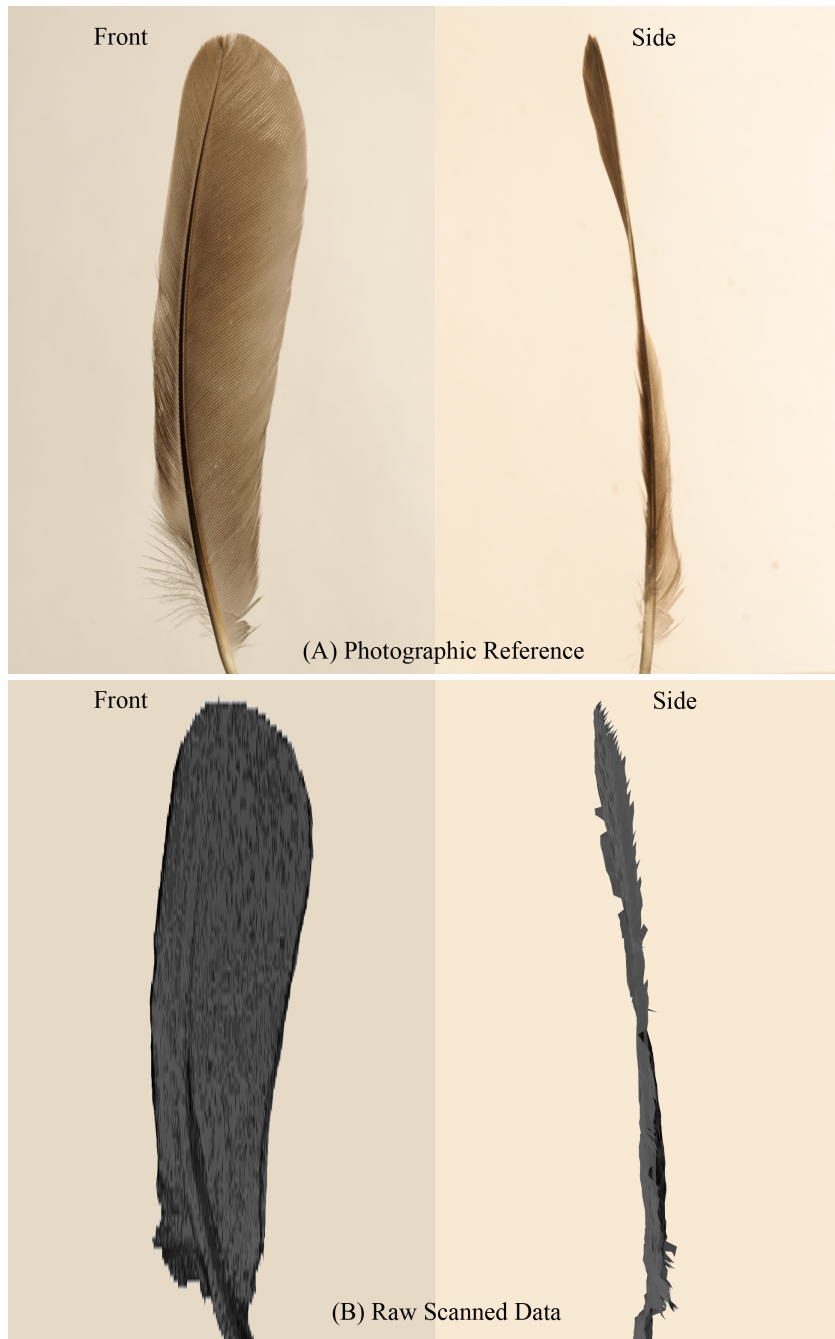 Front
Side
(A) Photographic Reference
Front
Side
(B) Raw Scanned Data